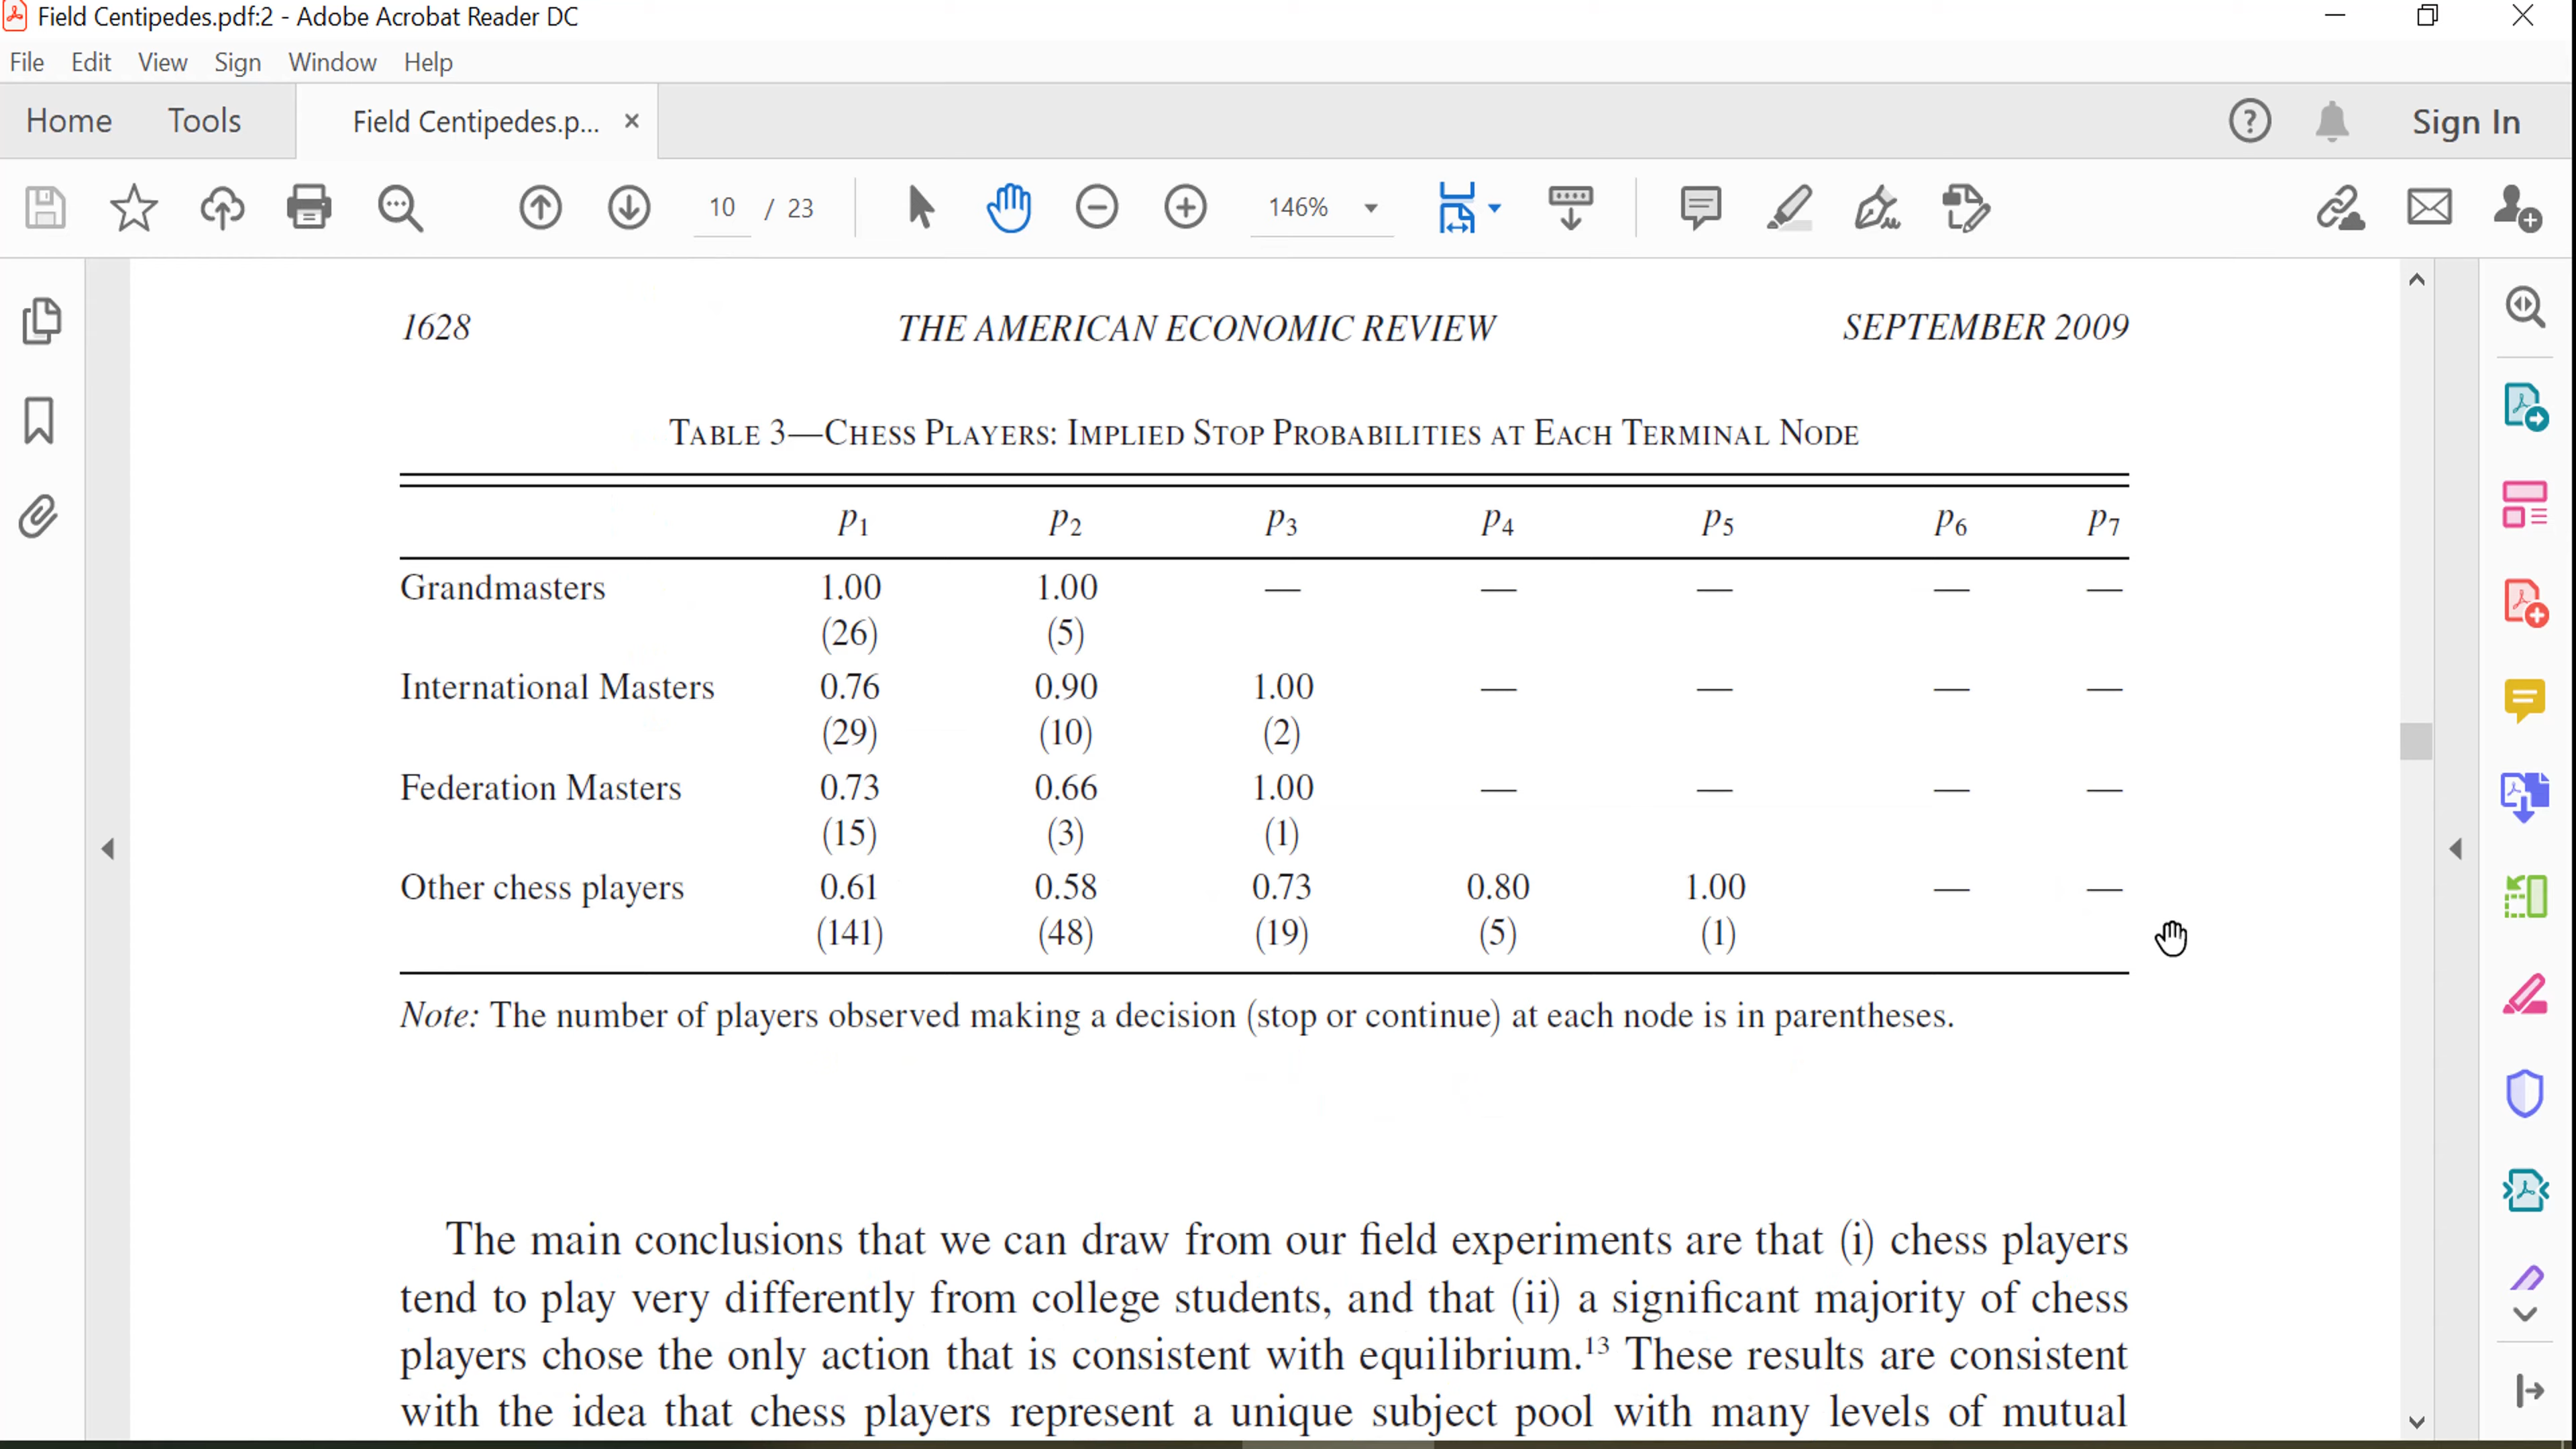 Field Centipedes.pdf:2 - Adobe Acrobat Reader DC
File Edit View Sign Window Help
Home Tools Field Centipedes.p... × Sign In
10 / 23 146%
1628 THE AMERICAN ECONOMIC REVIEW SEPTEMBER 2009
TABLE 3—CHESS PLAYERS: IMPLIED STOP PROBABILITIES AT EACH TERMINAL NODE
p1 p2 p3 p4 p5 p6 p7
Grandmasters 1.00 1.00 — — — — —
(26) (5)
International Masters 0.76 0.90 1.00 — — — —
(29) (10) (2)
Federation Masters 0.73 0.66 1.00 — — — —
(15) (3) (1)
Other chess players 0.61 0.58 0.73 0.80 1.00 — —
(141) (48) (19) (5) (1)
Note: The number of players observed making a decision (stop or continue) at each node is in parentheses.
The main conclusions that we can draw from our field experiments are that (i) chess players
tend to play very differently from college students, and that (ii) a significant majority of chess
players chose the only action that is consistent with equilibrium.13 These results are consistent
with the idea that chess players represent a unique subject pool with many levels of mutual